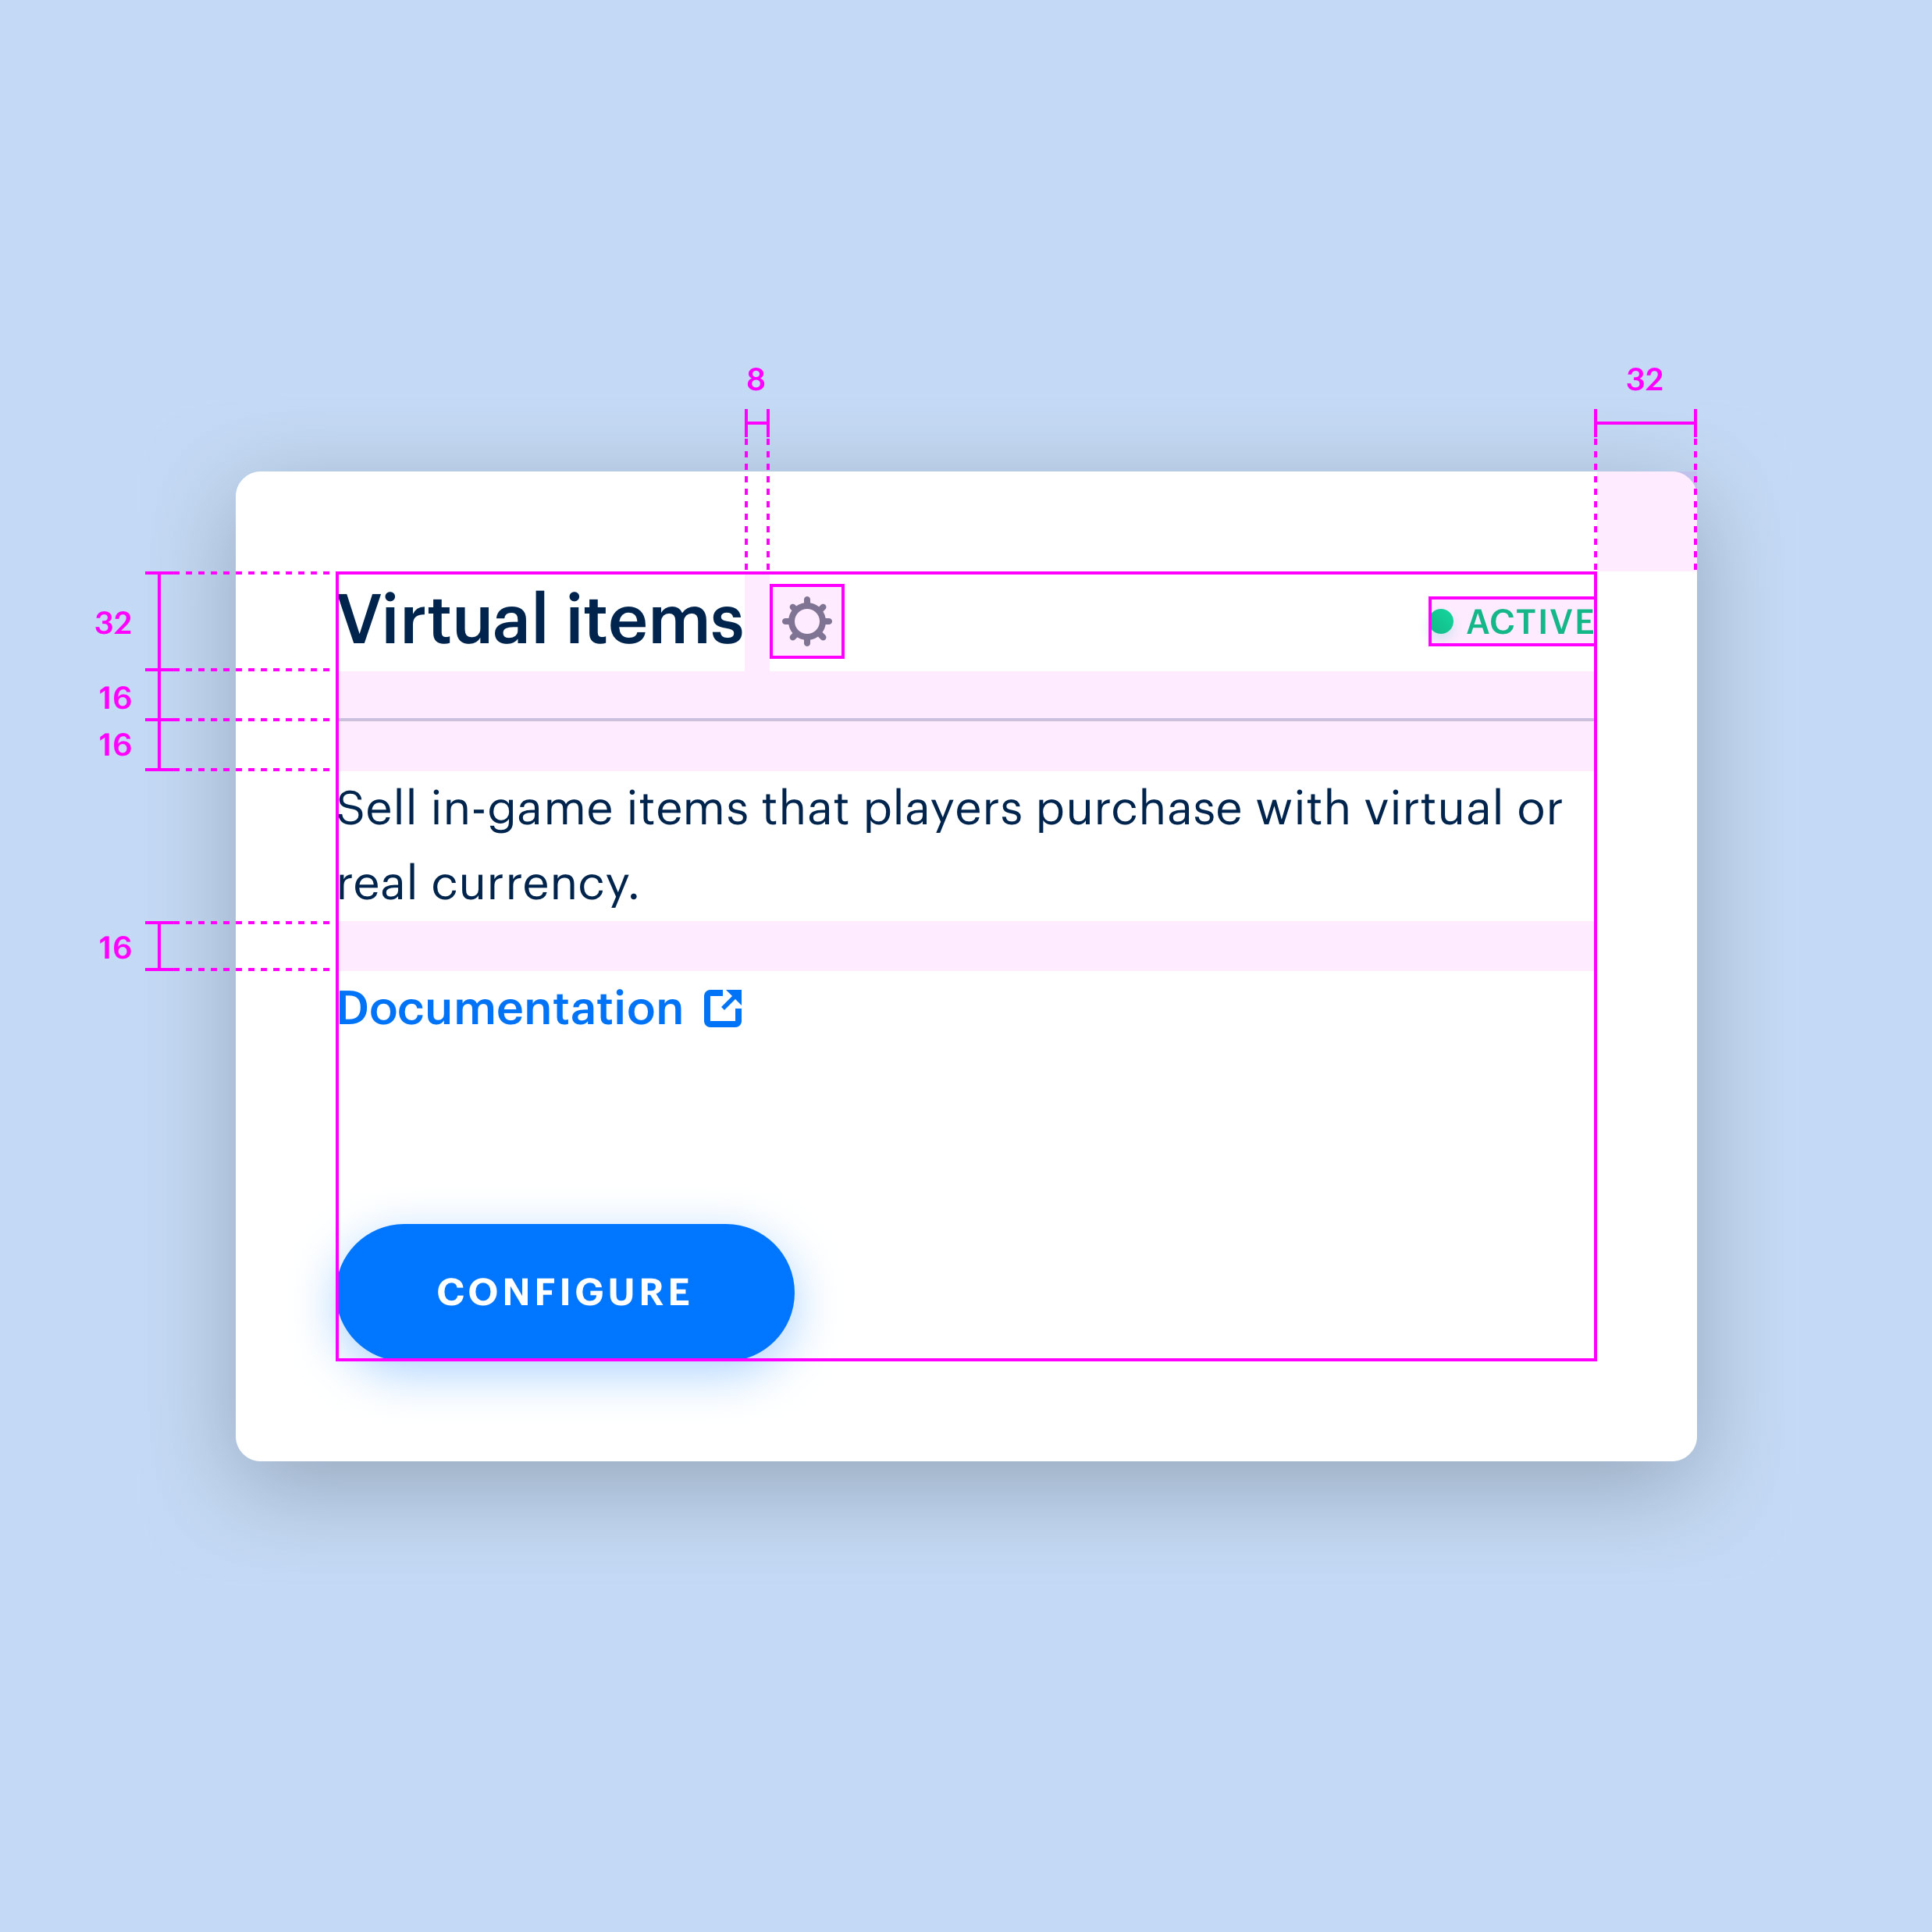 8
32
32
Virtual items
ACTIVE
16
16
Sell in-game items that players purchase with virtual or
real currency.
16
Documentation
CONFIGURE